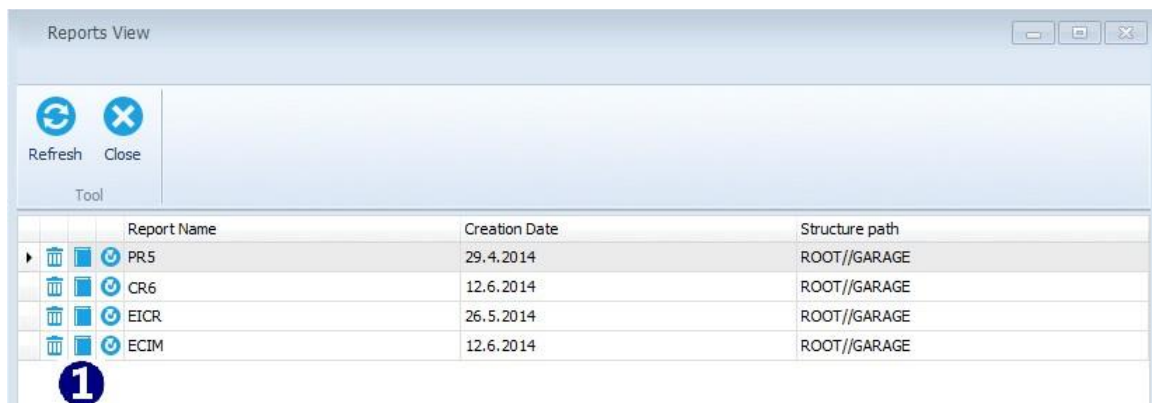 Reports View
Refresh Close
Tool
Report Name Creation Date Structure path
PR5 29.4.2014 ROOT//GARAGE
CR6 12.6.2014 ROOT//GARAGE
EICR 26.5.2014 ROOT//GARAGE
ECIM 12.6.2014 ROOT//GARAGE
1